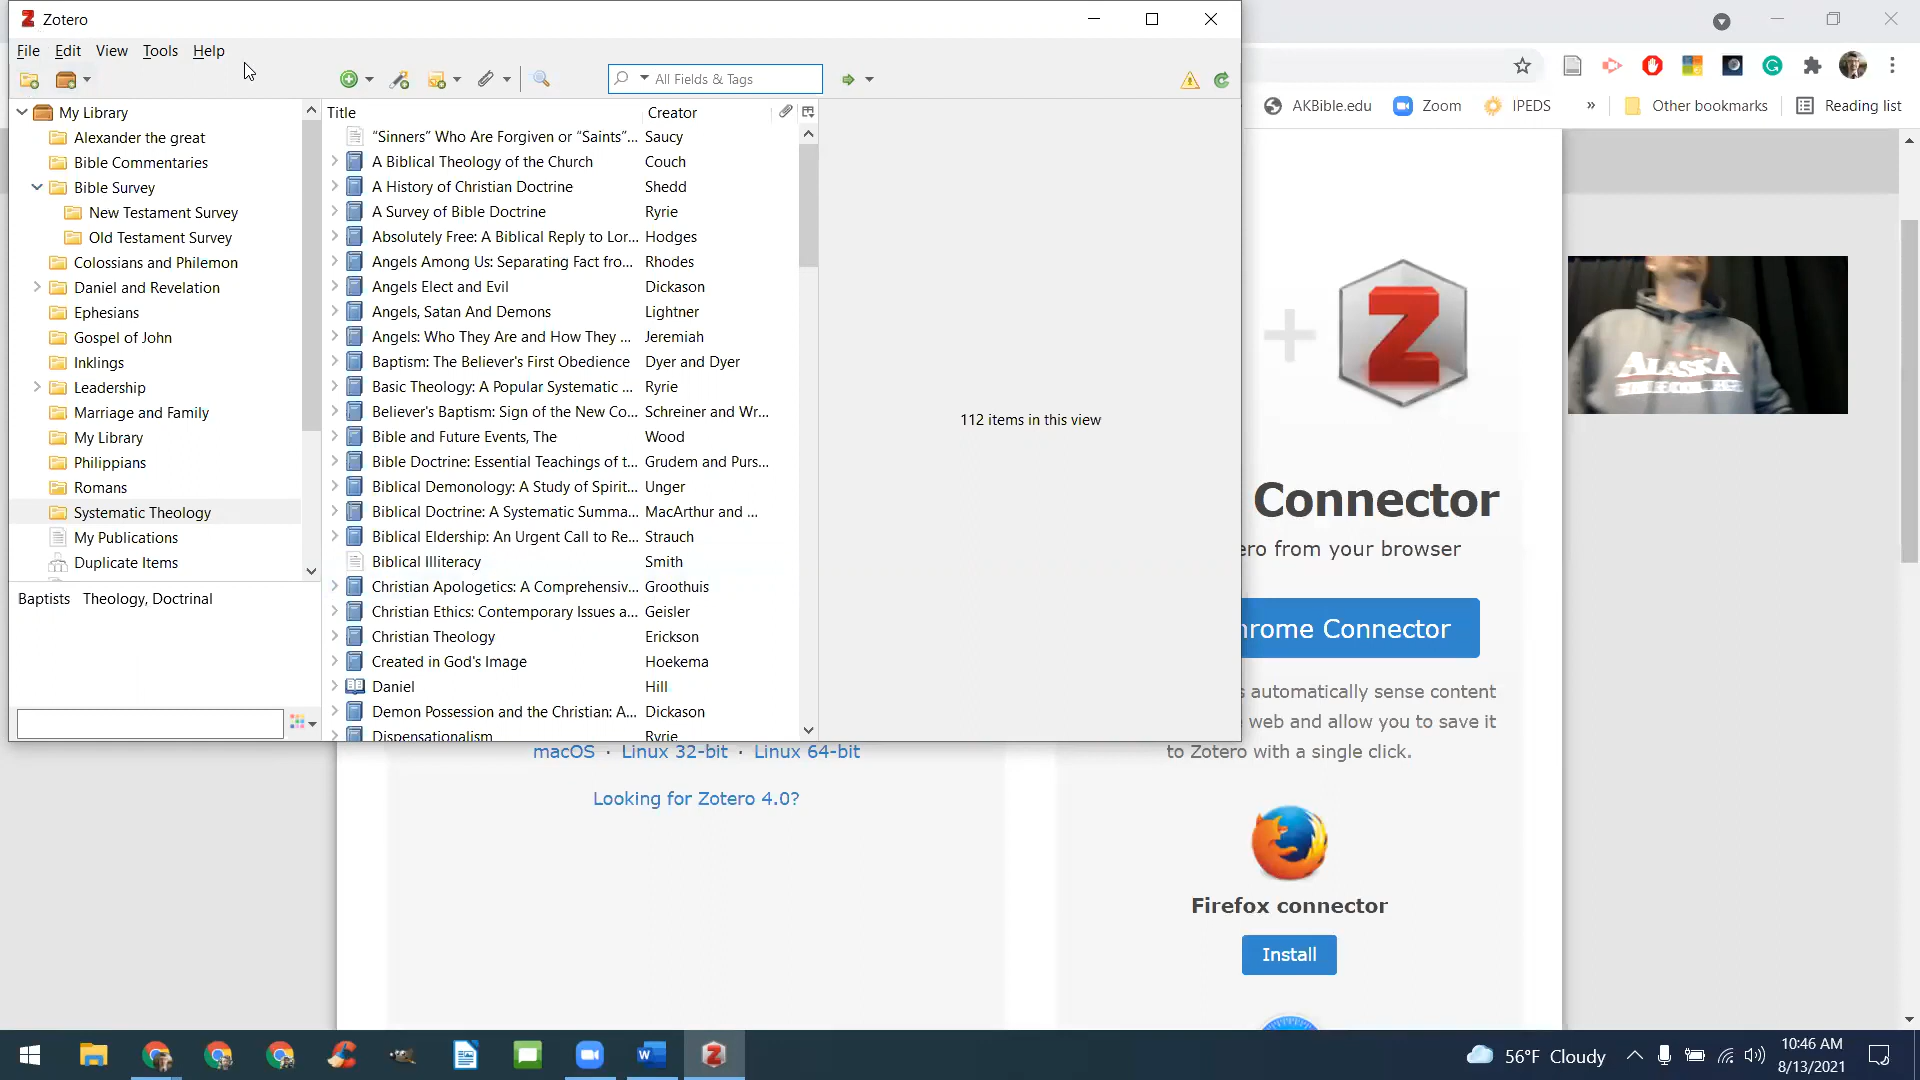 Zotero
File Edit View Tools Help
All Fields & Tags
My Library
Alexander the great
Bible Commentaries
Bible Survey
New Testament Survey
Old Testament Survey
Colossians and Philemon
Daniel and Revelation
Ephesians
Gospel of John
Inklings
Leadership
Marriage and Family
My Library
Philippians
Romans
Systematic Theology
My Publications
Duplicate Items
Baptists Theology, Doctrinal
Title Creator
“Sinners” Who Are Forgiven or “Saints”... Saucy
A Biblical Theology of the Church Couch
A History of Christian Doctrine Shedd
A Survey of Bible Doctrine Ryrie
Absolutely Free: A Biblical Reply to Lor... Hodges
Angels Among Us: Separating Fact fro... Rhodes
Angels Elect and Evil Dickason
Angels, Satan And Demons Lightner
Angels: Who They Are and How They ... Jeremiah
Baptism: The Believer's First Obedience Dyer and Dyer
Basic Theology: A Popular Systematic ... Ryrie
Believer's Baptism: Sign of the New Co... Schreiner and Wr...
Bible and Future Events, The Wood
Bible Doctrine: Essential Teachings of t... Grudem and Purs...
Biblical Demonology: A Study of Spirit... Unger
Biblical Doctrine: A Systematic Summa... MacArthur and ...
Biblical Eldership: An Urgent Call to Re... Strauch
Biblical Illiteracy Smith
Christian Apologetics: A Comprehensiv... Groothuis
Christian Ethics: Contemporary Issues a... Geisler
Christian Theology Erickson
Created in God's Image Hoekema
Daniel Hill
Demon Possession and the Christian: A... Dickason
Dispensationalism Ryrie
112 items in this view
AKBible.edu Zoom IPEDS » Other bookmarks Reading list
Z
ALASKA
Connector
ero from your browser
hrome Connector
s automatically sense content
web and allow you to save it
to Zotero with a single click.
macOS · Linux 32-bit · Linux 64-bit
Looking for Zotero 4.0?
Firefox connector
Install
56°F Cloudy
10:46 AM
8/13/2021